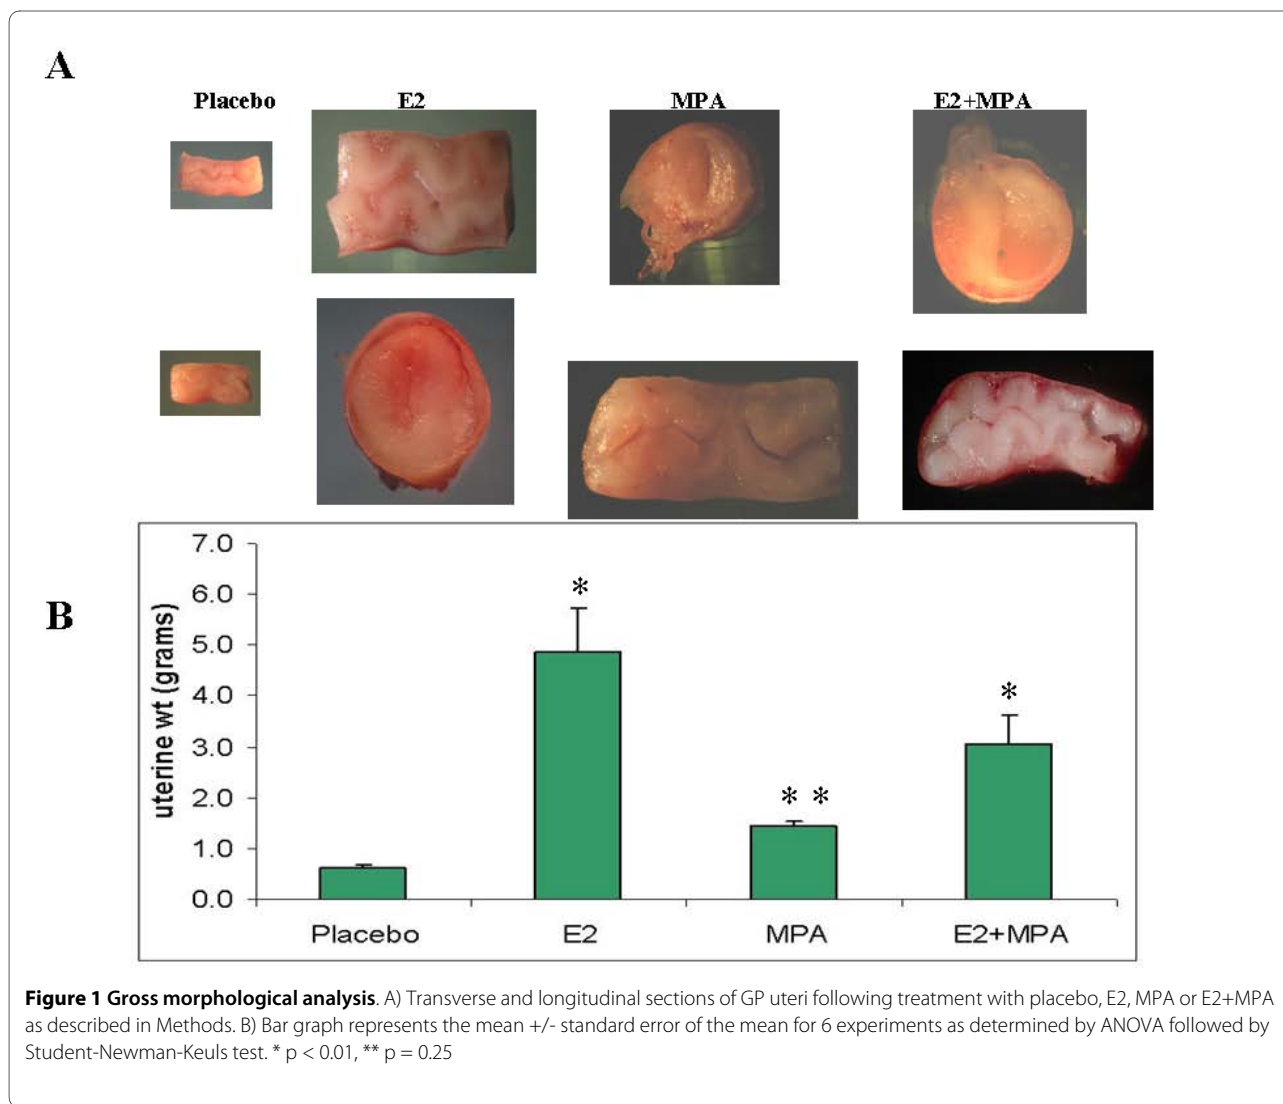 A
Placebo E2 MPA E2+MPA
B
uterine wt (grams)
7.0
6.0
5.0
4.0
3.0
2.0
1.0
0.0
*
* *
*
Placebo E2 MPA E2+MPA
Figure 1 Gross morphological analysis. A) Transverse and longitudinal sections of GP uteri following treatment with placebo, E2, MPA or E2+MPA
as described in Methods. B) Bar graph represents the mean +/- standard error of the mean for 6 experiments as determined by ANOVA followed by
Student-Newman-Keuls test. * p < 0.01, ** p = 0.25